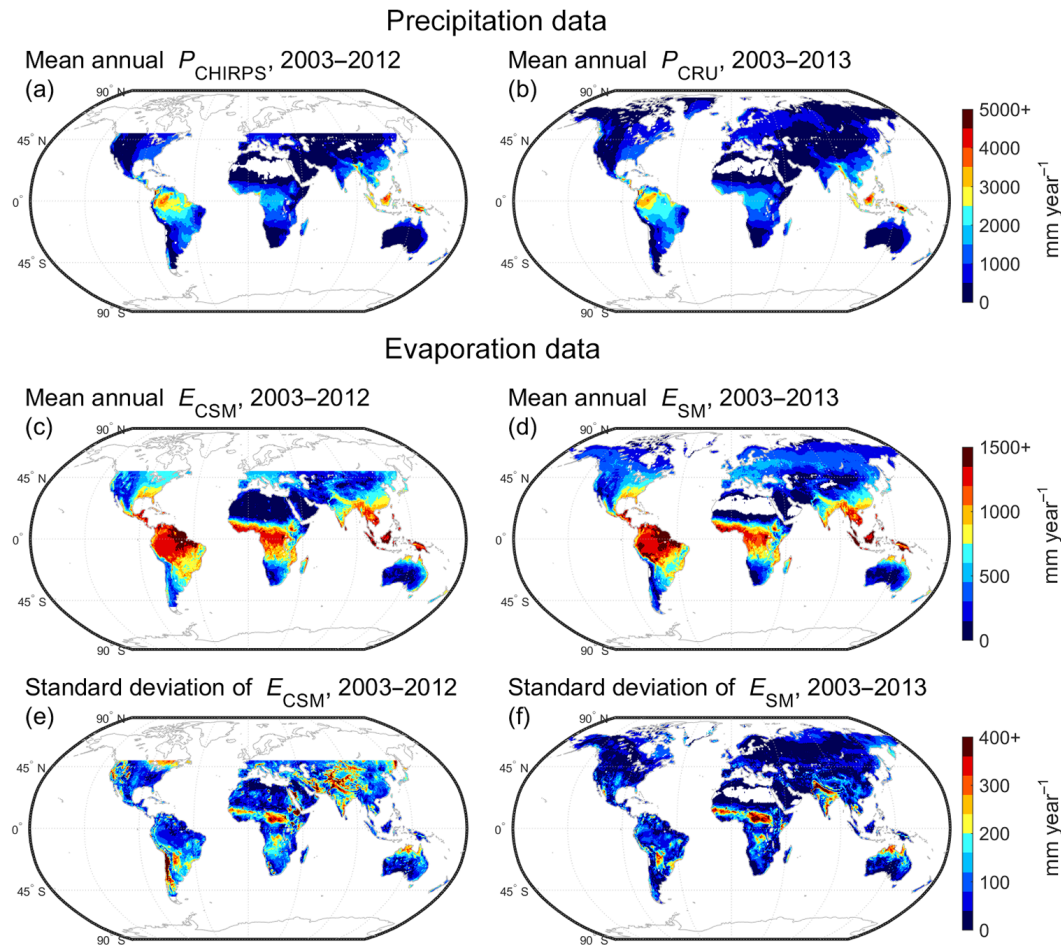 Precipitation data
Mean annual P_CHIRPS, 2003–2012
(a)
90° N
45° N
0°
45° S
90° S
Mean annual P_CRU, 2003–2013
(b)
90° N
45° N
0°
45° S
90° S
5000+
4000
3000
2000
1000
0
mm year⁻¹
Evaporation data
Mean annual E_CSM, 2003–2012
(c)
90° N
45° N
0°
45° S
90° S
Mean annual E_SM, 2003–2013
(d)
90° N
45° N
0°
45° S
90° S
1500+
1000
500
0
mm year⁻¹
Standard deviation of E_CSM, 2003–2012
(e)
90° N
45° N
0°
45° S
90° S
Standard deviation of E_SM, 2003–2013
(f)
90° N
45° N
0°
45° S
90° S
400+
300
200
100
0
mm year⁻¹